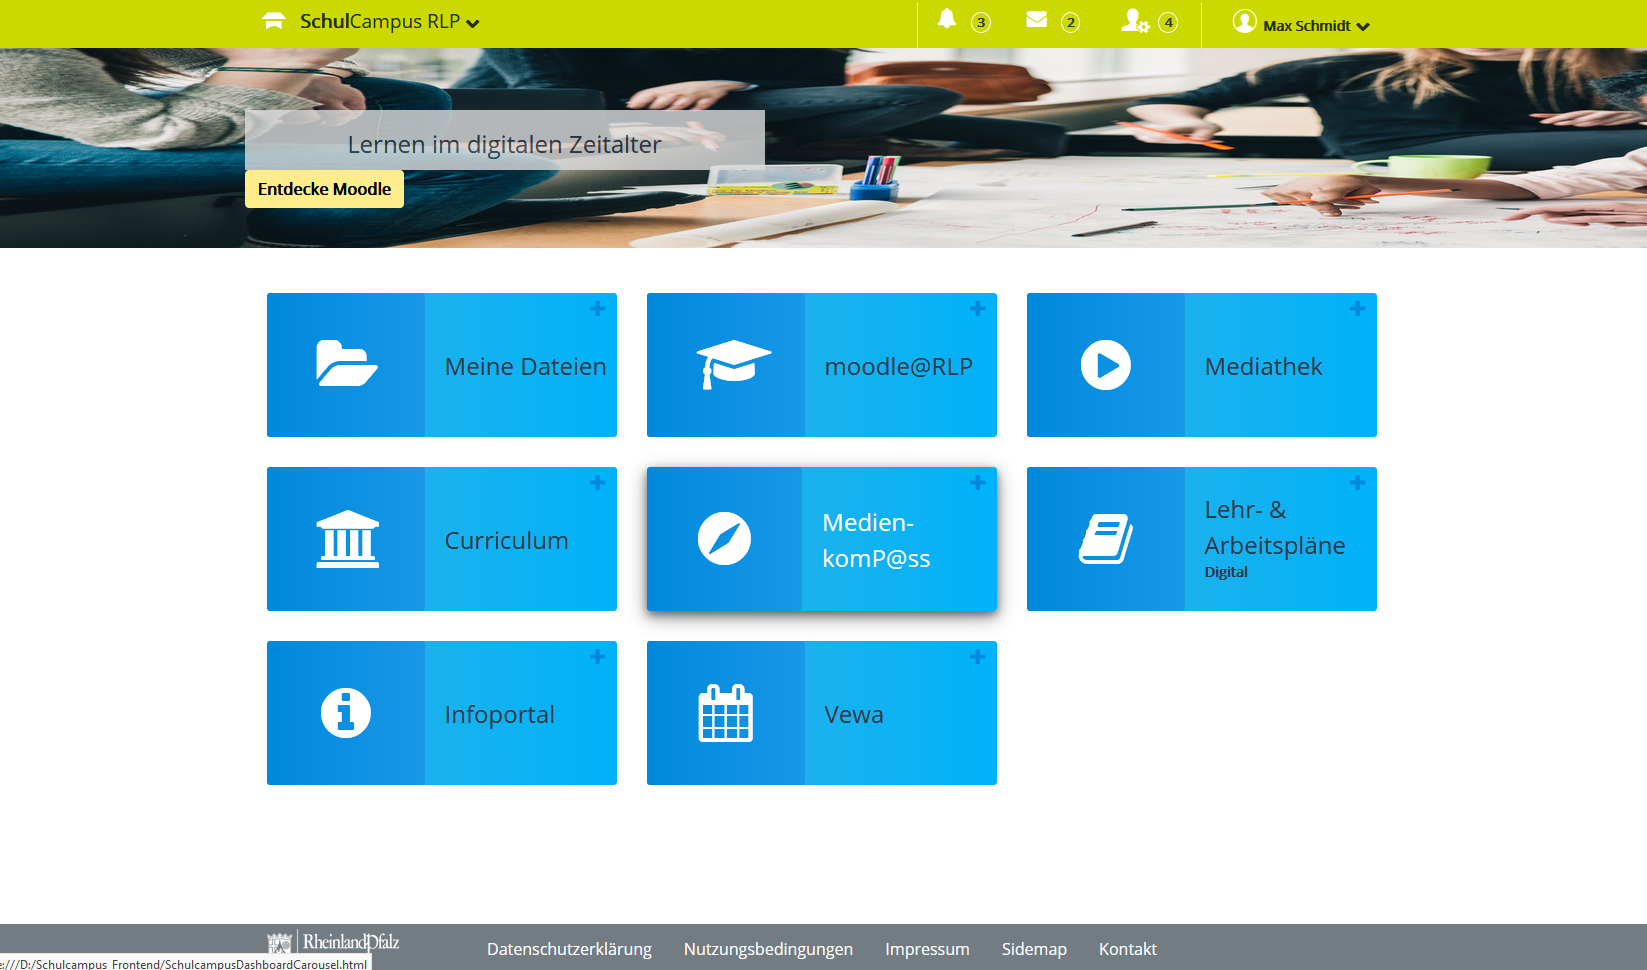 SchulCampus RLP
3
2
4
Max Schmidt
Lernen im digitalen Zeitalter
Entdecke Moodle
Meine Dateien
moodle@RLP
Mediathek
Curriculum
Medien-
komP@ss
Lehr- &
Arbeitspläne
Digital
Infoportal
Vewa
RheinlandPfalz
Datenschutzerklärung
Nutzungsbedingungen
Impressum
Sidemap
Kontakt
e:///D:/Schulcampus_Frontend/SchulcampusDashboardCarousel.html